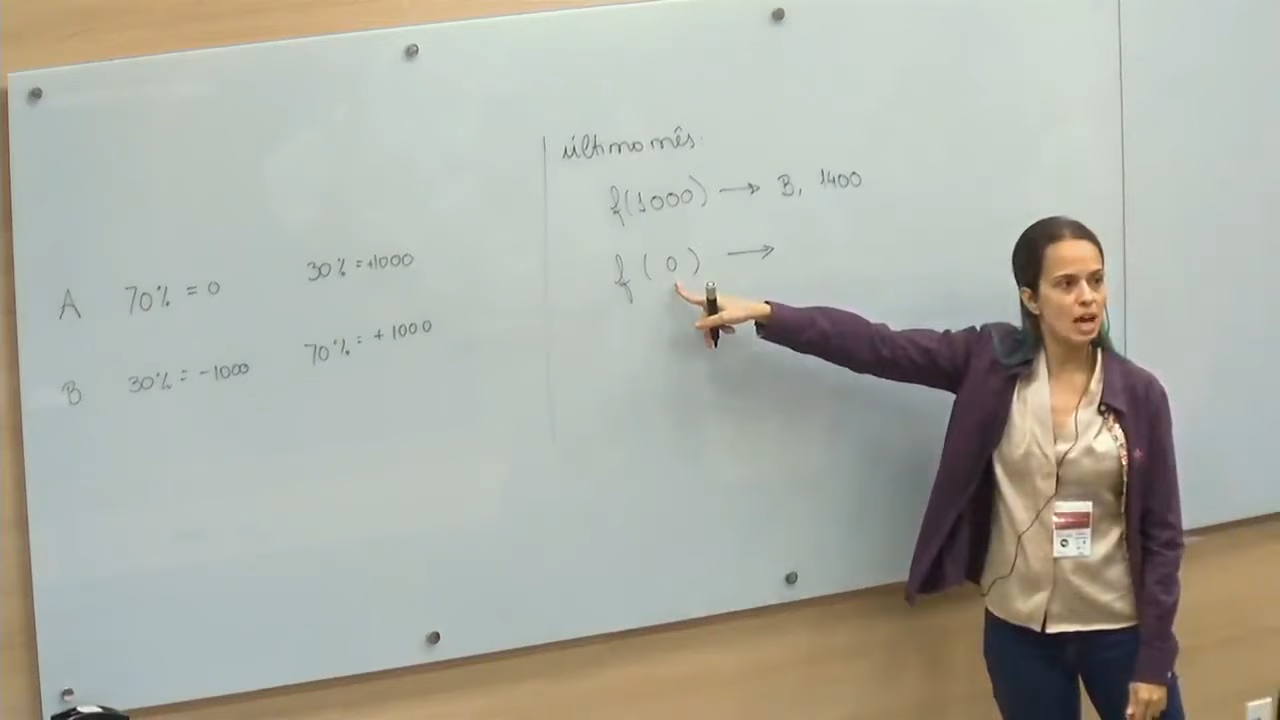 A 70% = 0 30% = +1000
B 30% = -1000 70% = +1000
último mês.
f(1000) → B, 1400
f(0) →